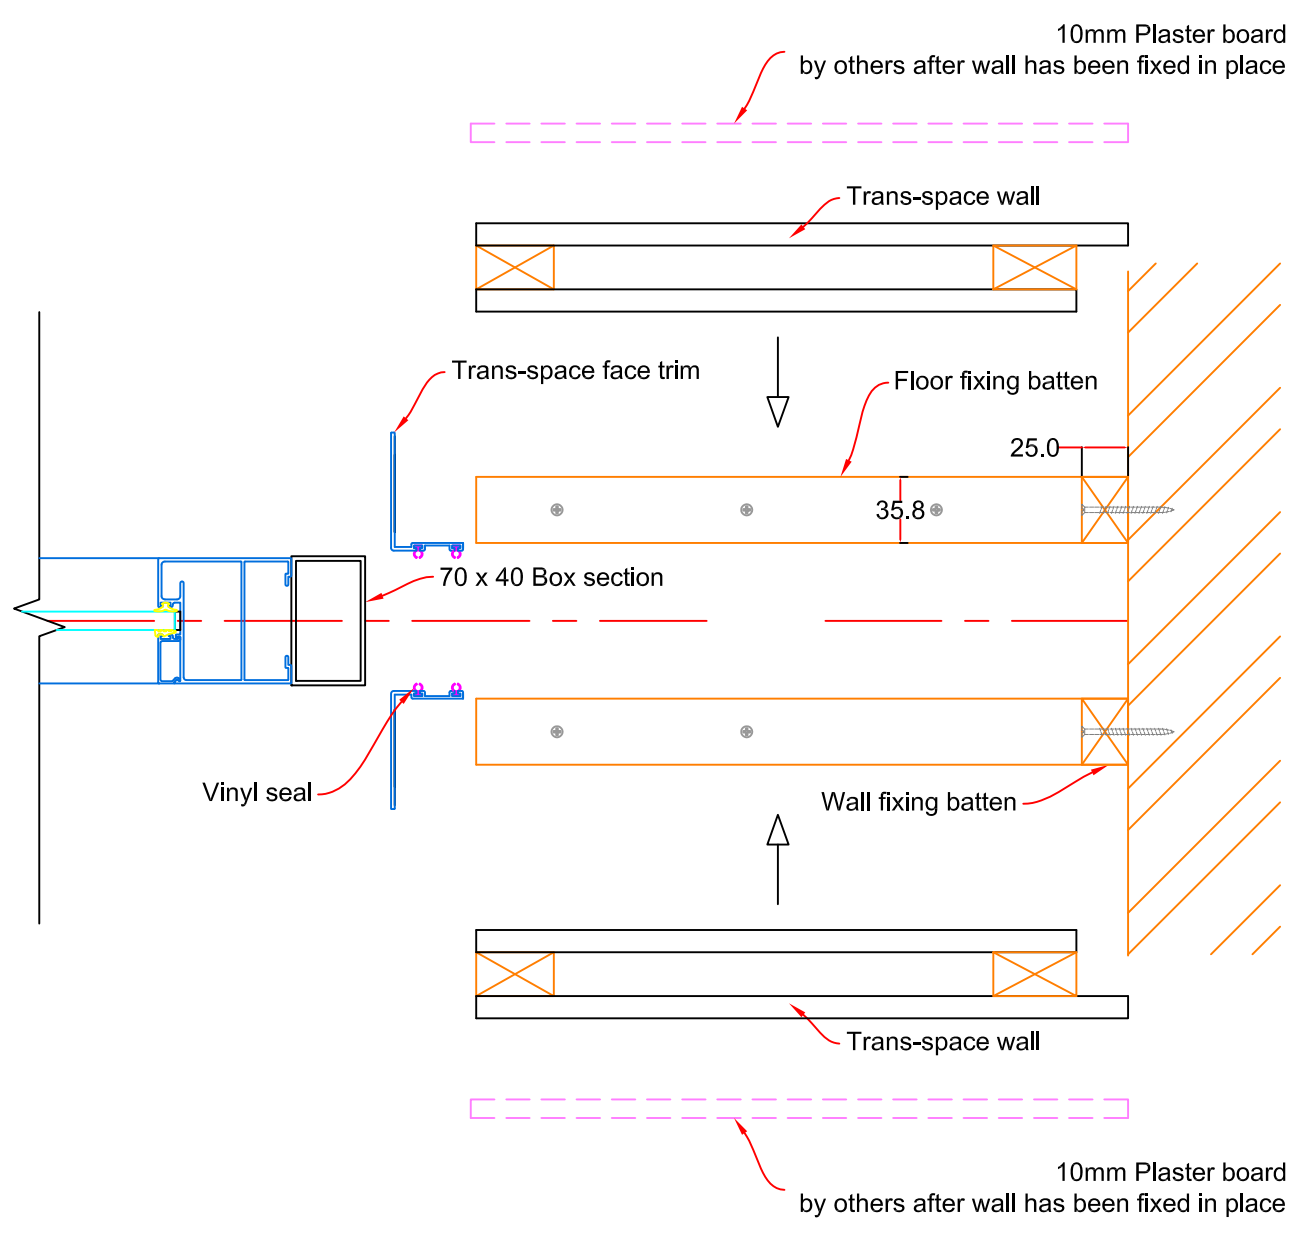 10mm Plaster board
by others after wall has been fixed in place
Trans-space wall
Trans-space face trim
Floor fixing batten
25.0
35.8
70 x 40 Box section
Vinyl seal
Wall fixing batten
Trans-space wall
10mm Plaster board
by others after wall has been fixed in place